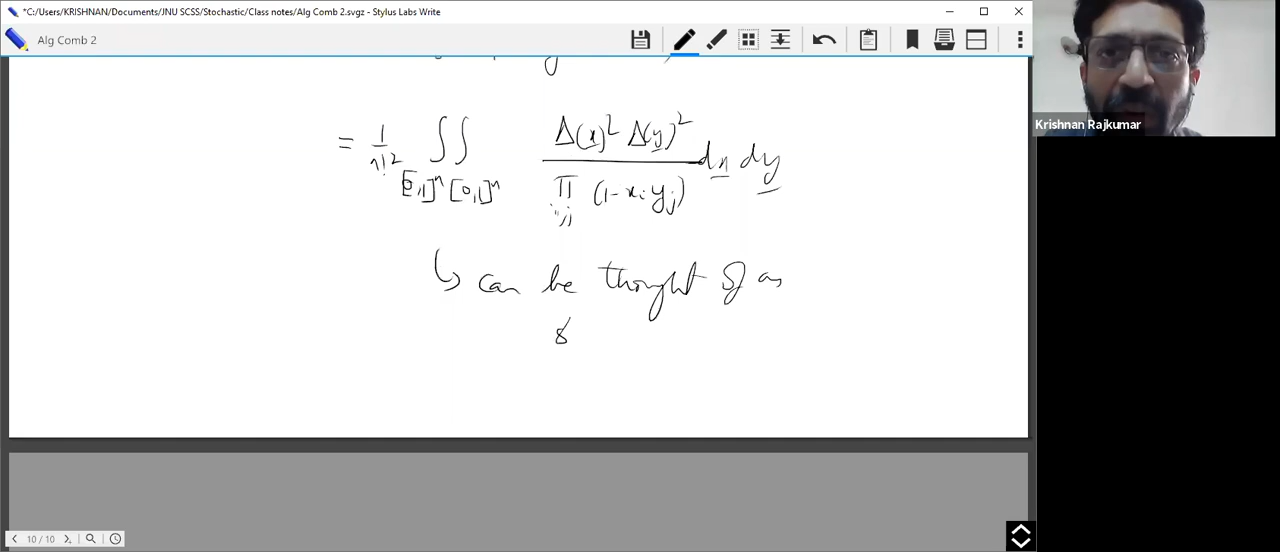 *C:/Users/KRISHNAN/Documents/JNU SCSS/Stochastic/Class notes/Alg Comb 2.svgz - Stylus Labs Write
Alg Comb 2
Krishnan Rajkumar
= 1/n!² ∫∫ [0,1]ⁿ [0,1]ⁿ Δ(x)² Δ(y)² / ∏ i,j (1 - xᵢ yⱼ) dx dy
↳ can be thought of as
10 / 10